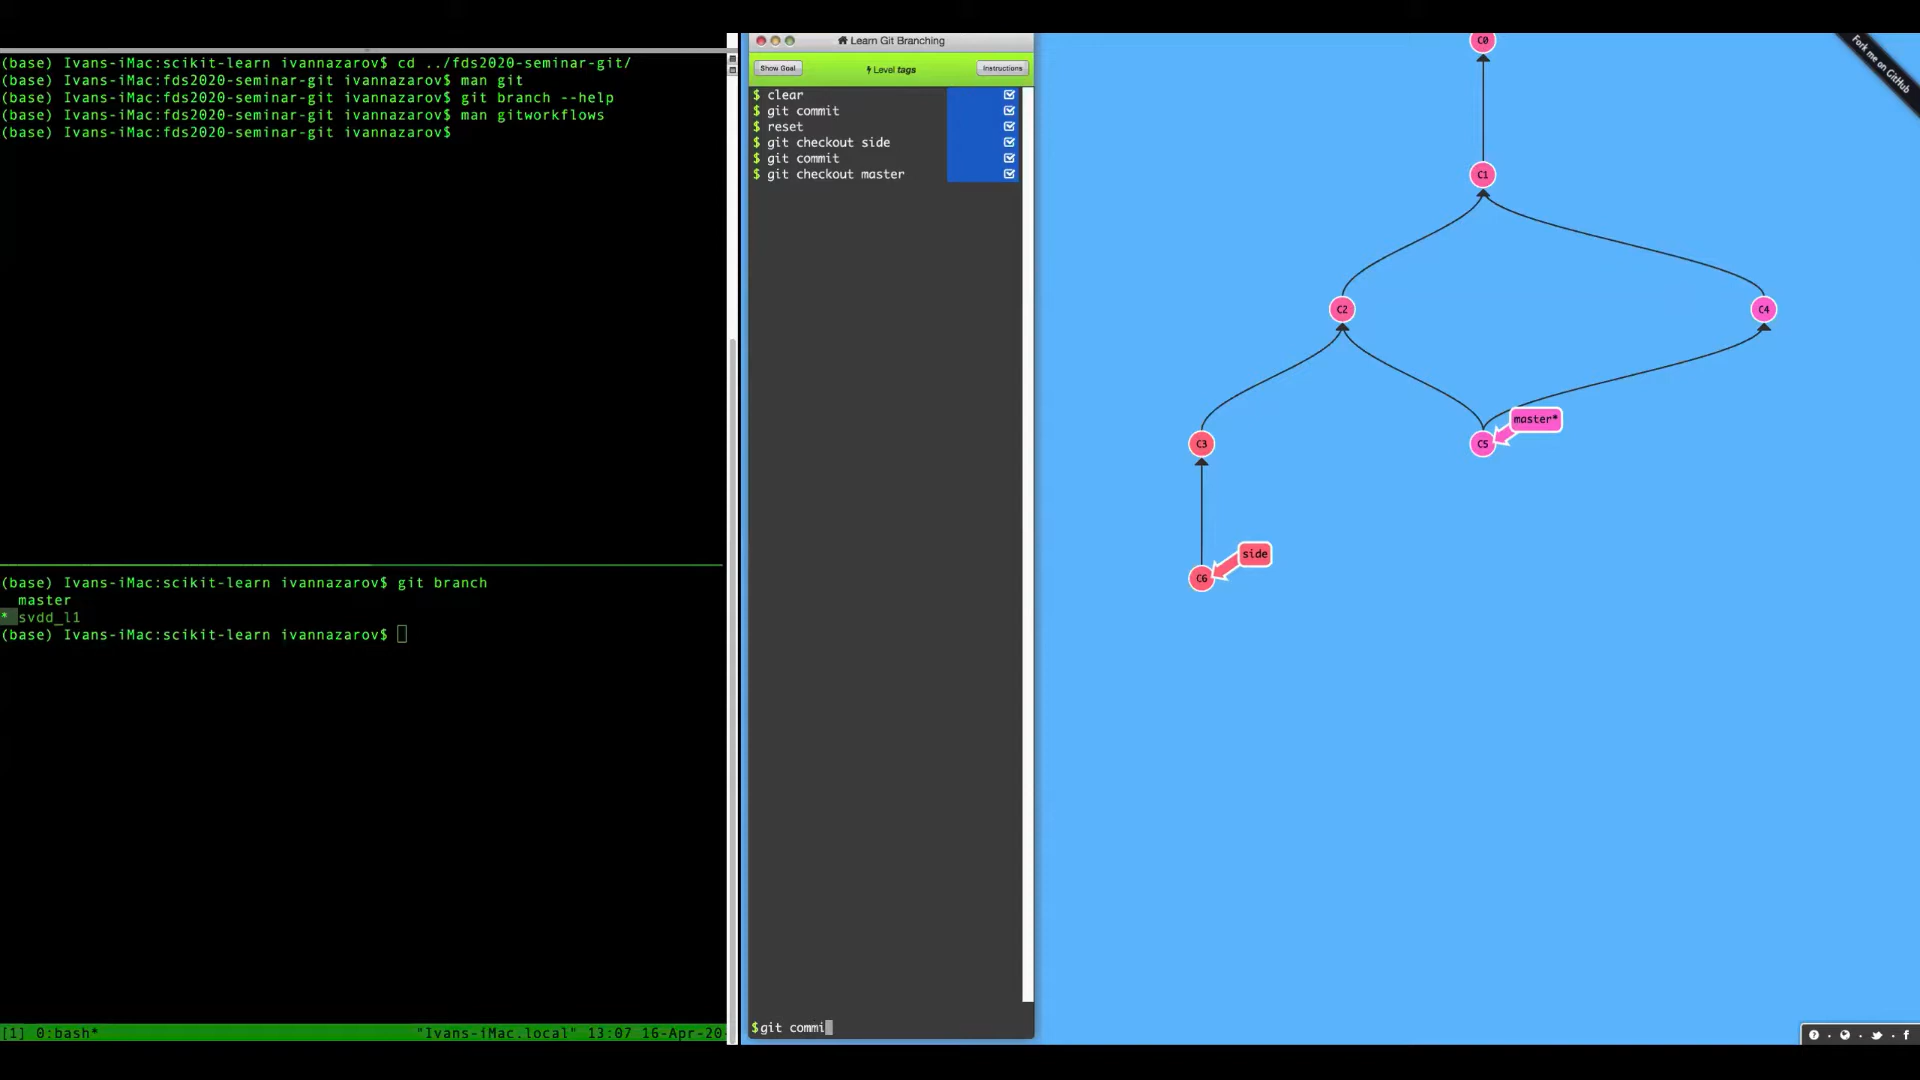 (base) Ivans-iMac:scikit-learn ivannazarov$ cd ../fds2020-seminar-git/
(base) Ivans-iMac:fds2020-seminar-git ivannazarov$ man git
(base) Ivans-iMac:fds2020-seminar-git ivannazarov$ git branch --help
(base) Ivans-iMac:fds2020-seminar-git ivannazarov$ man gitworkflows
(base) Ivans-iMac:fds2020-seminar-git ivannazarov$
(base) Ivans-iMac:scikit-learn ivannazarov$ git branch
master
* svdd_l1
(base) Ivans-iMac:scikit-learn ivannazarov$
[1] 0:bash* "Ivans-iMac.local" 13:07 16-Apr-20
Learn Git Branching
Show Goal
Level tags
Instructions
$ clear
$ git commit
$ reset
$ git checkout side
$ git commit
$ git checkout master
$git commi
C0
C1
C2
C4
C3
C5
master*
C6
side
Fork me on GitHub